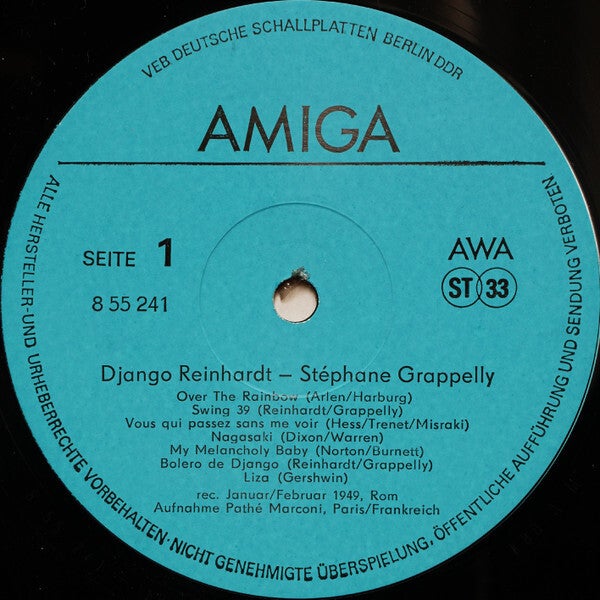 VEB DEUTSCHE SCHALLPLATTEN BERLIN DDR
AMIGA
SEITE 1
8 55 241
AWA
ST 33
Django Reinhardt – Stéphane Grappelly
Over The Rainbow (Arlen/Harburg)
Swing 39 (Reinhardt/Grappelly)
Vous qui passez sans me voir (Hess/Trenet/Misraki)
Nagasaki (Dixon/Warren)
My Melancholy Baby (Norton/Burnett)
Bolero de Django (Reinhardt/Grappelly)
Liza (Gershwin)
rec. Januar/Februar 1949, Rom
Aufnahme Pathé Marconi, Paris/Frankreich
ALLE HERSTELLER-UND URHEBERRECHTE VORBEHALTEN·NICHT GENEHMIGTE ÜBERSPIELUNG, ÖFFENTLICHE AUFFÜHRUNG UND SENDUNG VERBOTEN